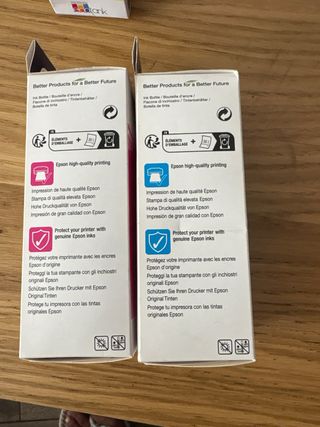 tank
Better Products for a Better Future
Ink Bottle / Bouteille d'encre /
Flacone di inchiostro / Tintenbehälter /
Botella de tinta
FR
ÉLÉMENTS
D'EMBALLAGE
+
Epson high-quality printing
Impression de haute qualité Epson
Stampa di qualità elevata Epson
Hohe Druckqualität von Epson
Impresión de gran calidad con Epson
Protect your printer with
genuine Epson inks
Protégez votre imprimante avec les encres
Epson d'origine
Proteggi la tua stampante con gli inchiostri
originali Epson
Schützen Sie Ihren Drucker mit Epson
Original Tinten
Protege tu impresora con las tintas
originales Epson
Better Products for a Better Future
Ink Bottle / Bouteille d'encre /
Flacone di inchiostro / Tintenbehälter /
Botella de tinta
FR
ÉLÉMENTS
D'EMBALLAGE
+
Epson high-quality printing
Impression de haute qualité Epson
Stampa di qualità elevata Epson
Hohe Druckqualität von Epson
Impresión de gran calidad con Epson
Protect your printer with
genuine Epson inks
Protégez votre imprimante avec les encres
Epson d'origine
Proteggi la tua stampante con gli inchiostri
originali Epson
Schützen Sie Ihren Drucker mit Epson
Original Tinten
Protege tu impresora con las tintas
originales Epson